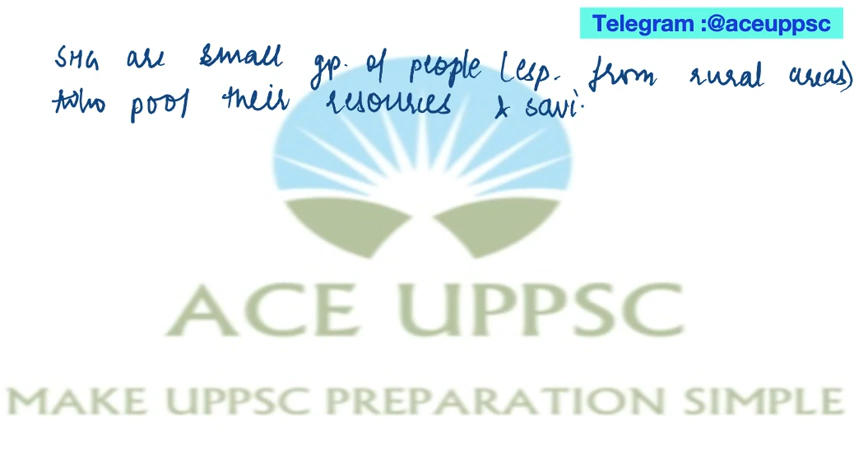 Telegram :@aceuppsc
SHG are small gp. of people (esp. from rural areas)
who pool their resources & savi.
ACE UPPSC
MAKE UPPSC PREPARATION SIMPLE